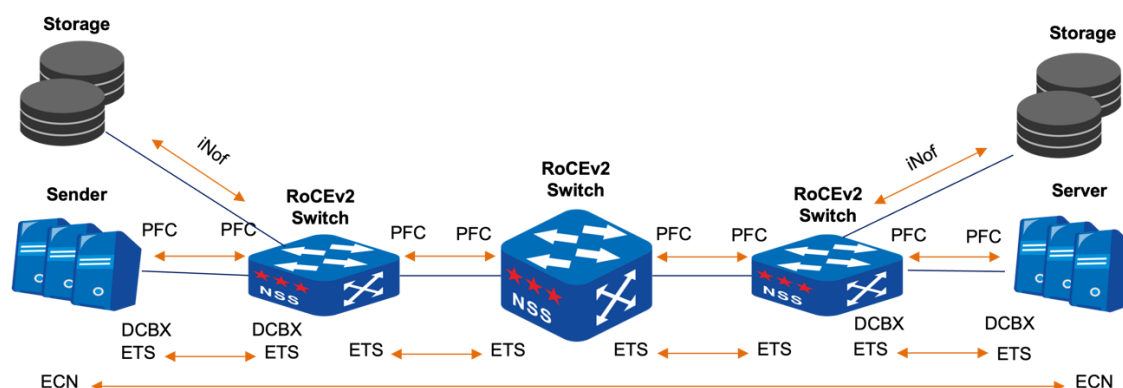 Storage
Storage
iNof
iNof
RoCEv2
Switch
Sender
RoCEv2
Switch
RoCEv2
Switch
Server
PFC PFC PFC PFC PFC PFC PFC PFC
NSS
NSS
NSS
DCBX DCBX DCBX DCBX
ETS ETS ETS ETS ETS ETS ETS ETS
ECN ECN